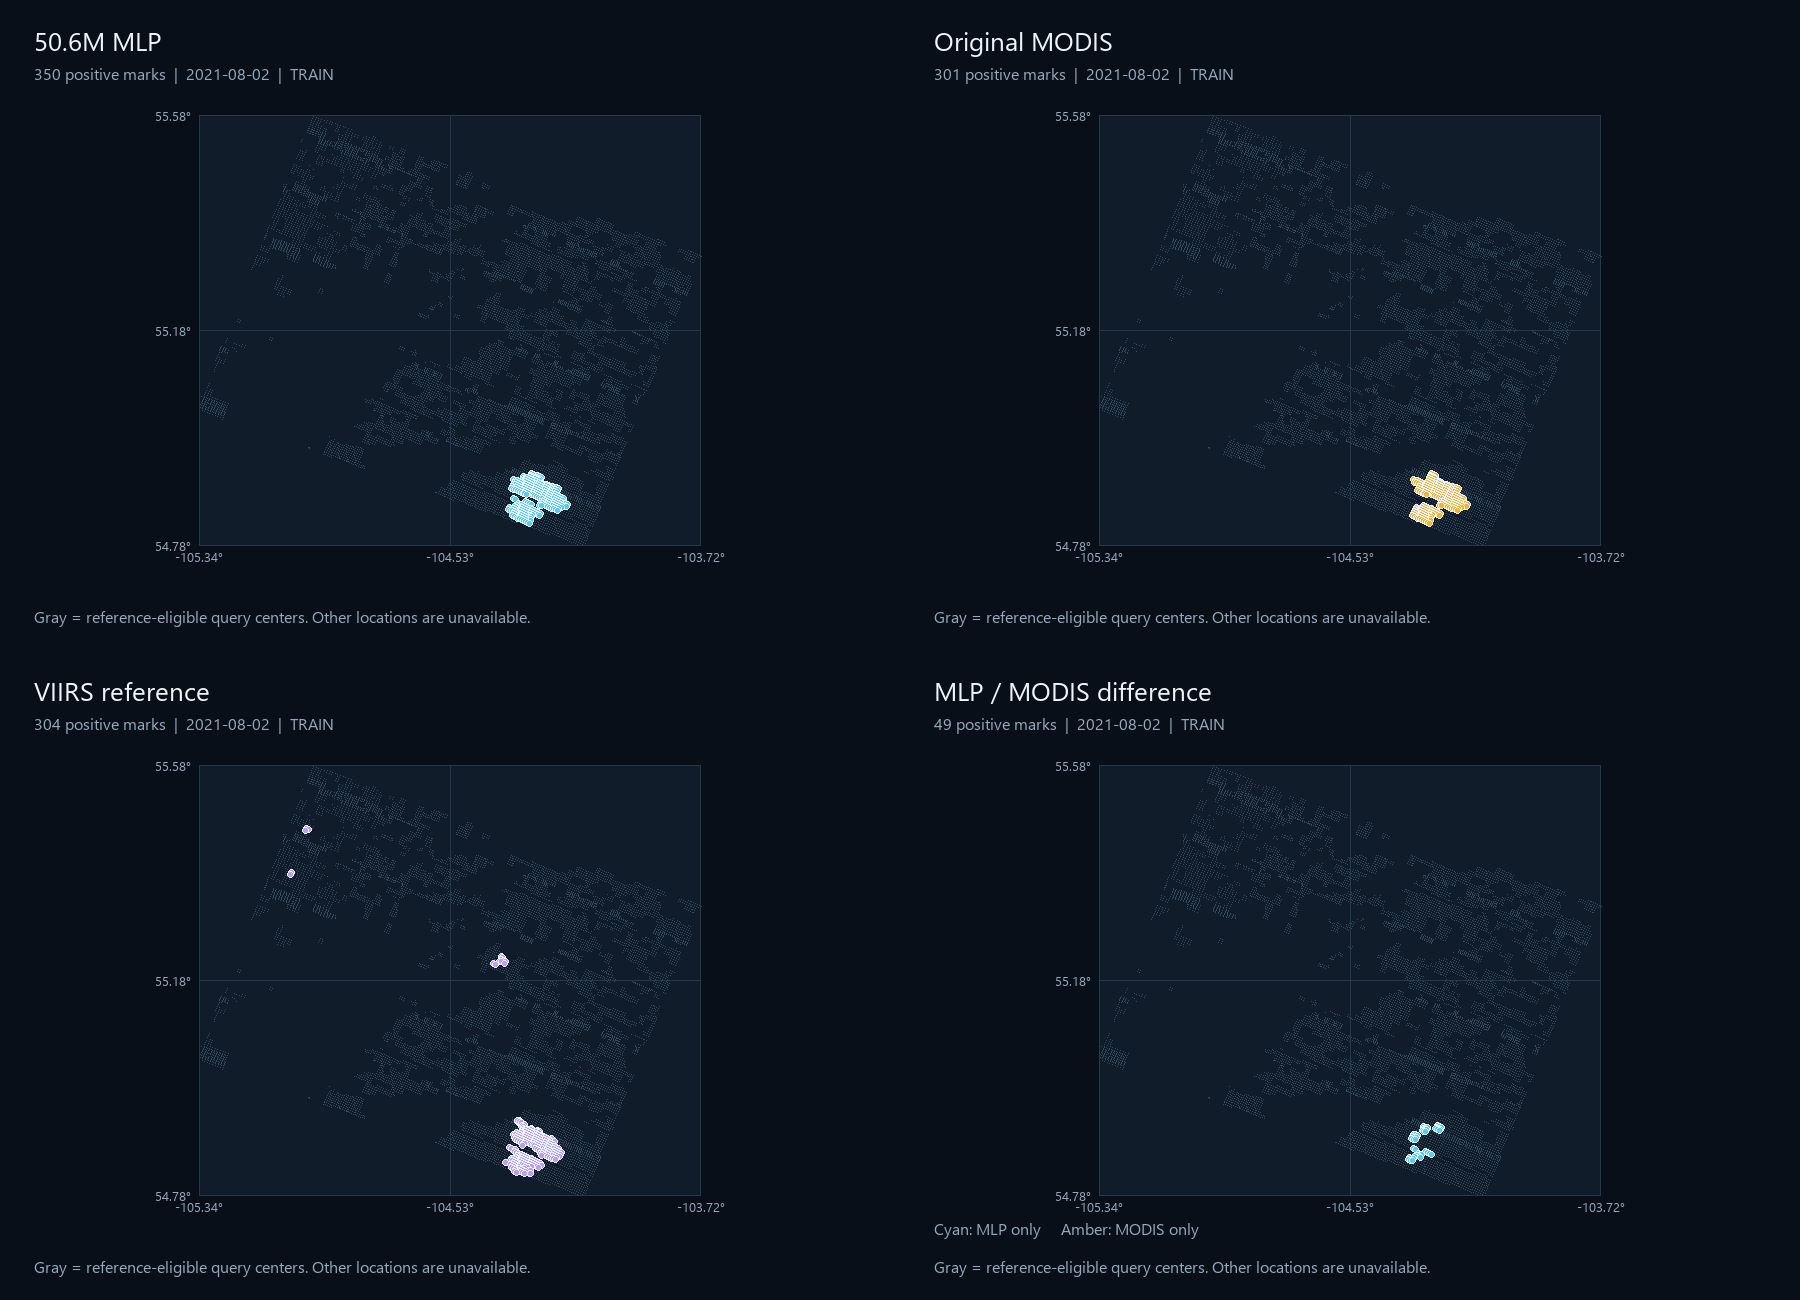 50.6M MLP
350 positive marks | 2021-08-02 | TRAIN
55.58°
55.18°
54.78°
-105.34°
-104.53°
-103.72°
Gray = reference-eligible query centers. Other locations are unavailable.
Original MODIS
301 positive marks | 2021-08-02 | TRAIN
55.58°
55.18°
54.78°
-105.34°
-104.53°
-103.72°
Gray = reference-eligible query centers. Other locations are unavailable.
VIIRS reference
304 positive marks | 2021-08-02 | TRAIN
55.58°
55.18°
54.78°
-105.34°
-104.53°
-103.72°
Gray = reference-eligible query centers. Other locations are unavailable.
MLP / MODIS difference
49 positive marks | 2021-08-02 | TRAIN
55.58°
55.18°
54.78°
-105.34°
-104.53°
-103.72°
Cyan: MLP only Amber: MODIS only
Gray = reference-eligible query centers. Other locations are unavailable.